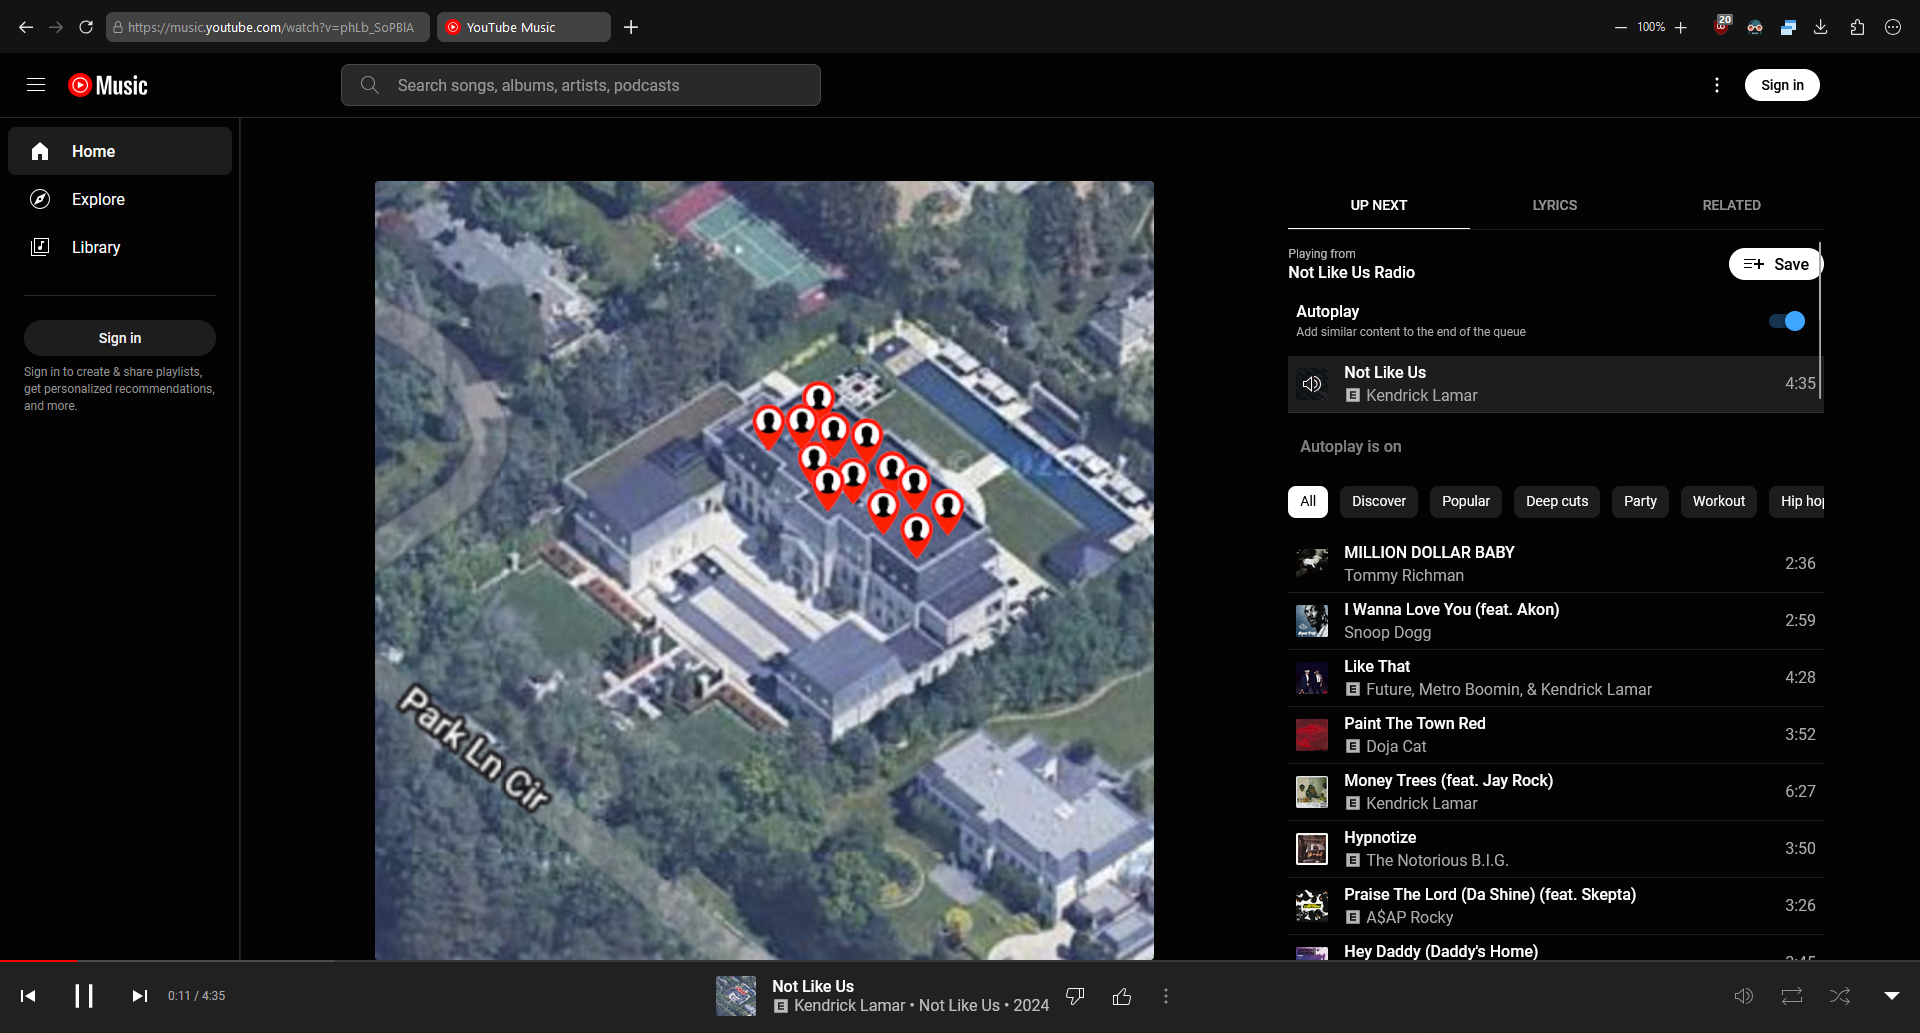 https://music.youtube.com/watch?v=phLb_SoPBlA
YouTube Music
100%
20
Music
Search songs, albums, artists, podcasts
Sign in
Home
Explore
Library
Sign in
Sign in to create & share playlists,
get personalized recommendations,
and more.
Park Ln Cir
UP NEXT
LYRICS
RELATED
Playing from
Not Like Us Radio
Save
Autoplay
Add similar content to the end of the queue
Not Like Us
E Kendrick Lamar
4:35
Autoplay is on
All
Discover
Popular
Deep cuts
Party
Workout
Hip hop
MILLION DOLLAR BABY
Tommy Richman
2:36
I Wanna Love You (feat. Akon)
Snoop Dogg
2:59
Like That
E Future, Metro Boomin, & Kendrick Lamar
4:28
Paint The Town Red
E Doja Cat
3:52
Money Trees (feat. Jay Rock)
E Kendrick Lamar
6:27
Hypnotize
E The Notorious B.I.G.
3:50
Praise The Lord (Da Shine) (feat. Skepta)
E A$AP Rocky
3:26
Hey Daddy (Daddy's Home)
0:11 / 4:35
Not Like Us
E Kendrick Lamar • Not Like Us • 2024